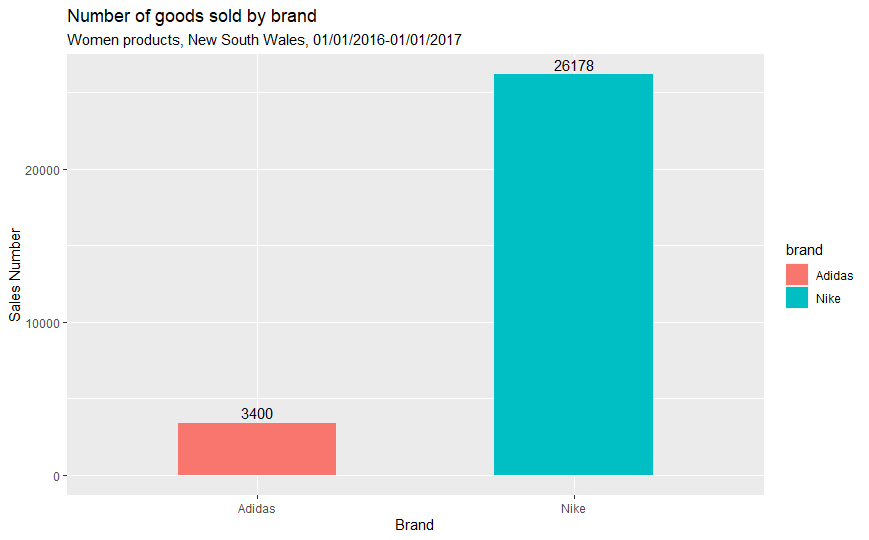 Number of goods sold by brand
Women products, New South Wales, 01/01/2016-01/01/2017
26178
20000
Sales Number
10000
3400
0
Adidas
Nike
Brand
brand
Adidas
Nike